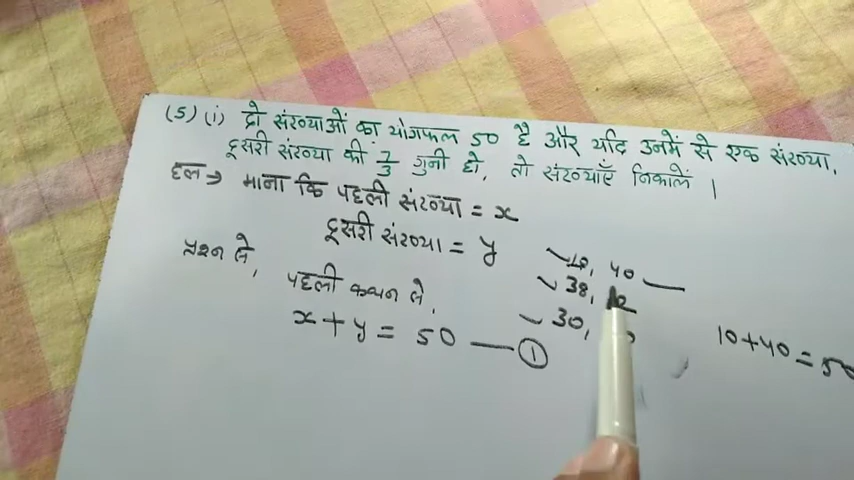 (5) (i) दो संख्याओं का योगफल 50 है और यदि उनमें से एक संख्या,
दूसरी संख्या की 7/3 गुनी हो, तो संख्याएँ निकालें ।
हल ⇒ माना कि पहली संख्या = x
दूसरी संख्या = y
प्रश्न से,
पहली कथन से,
x + y = 50 — ①
10, 40 —
38,
30,
10+40=50